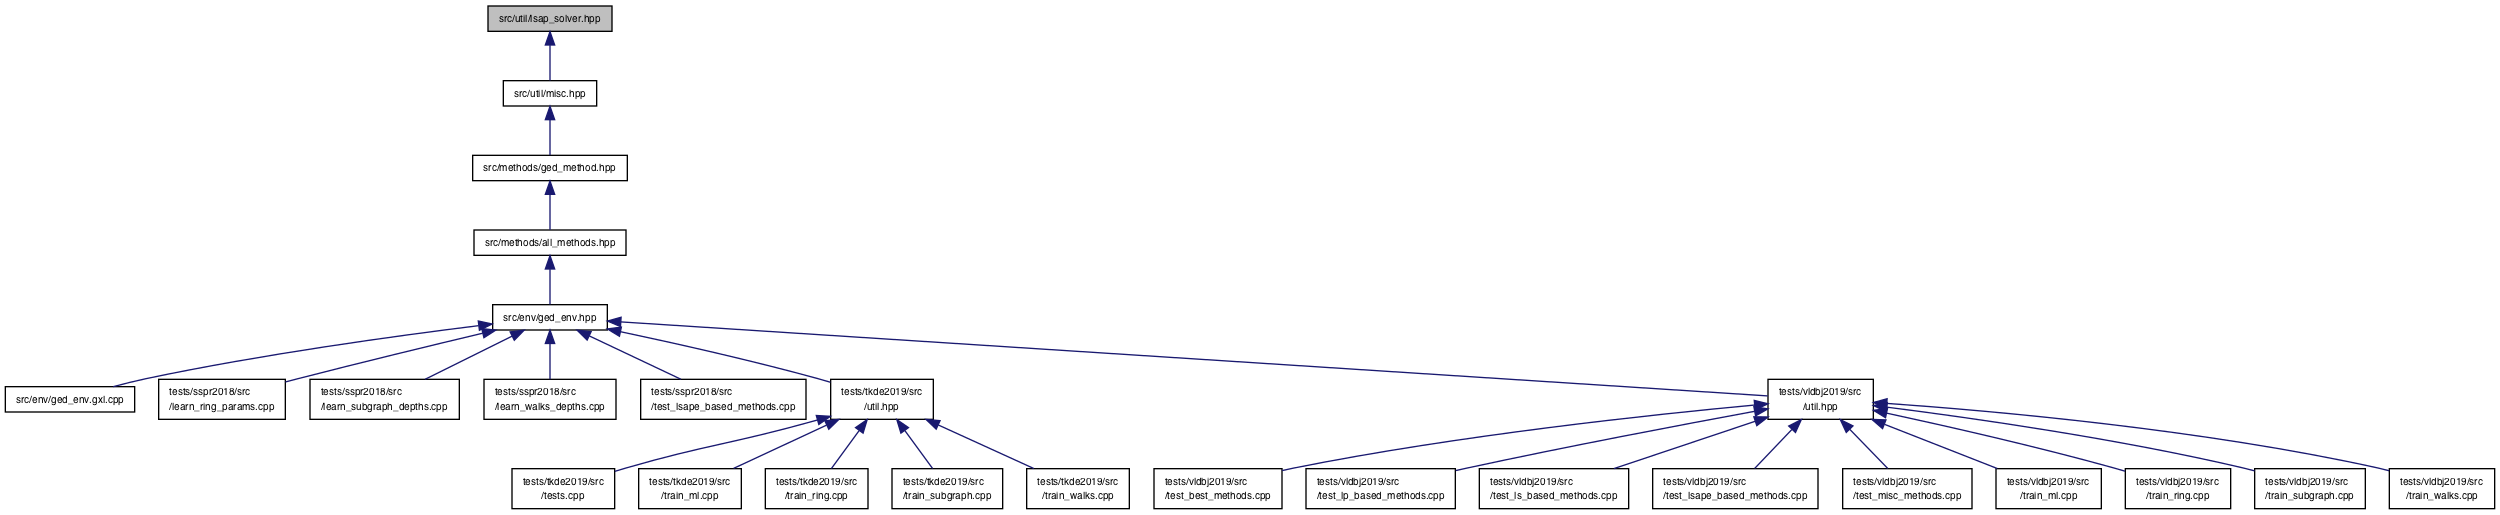 src/util/lsap_solver.hpp
src/util/misc.hpp
src/methods/ged_method.hpp
src/methods/all_methods.hpp
src/env/ged_env.hpp
src/env/ged_env.gxl.cpp
tests/sspr2018/src
/learn_ring_params.cpp
tests/sspr2018/src
/learn_subgraph_depths.cpp
tests/sspr2018/src
/learn_walks_depths.cpp
tests/sspr2018/src
/test_lsape_based_methods.cpp
tests/tkde2019/src
/util.hpp
tests/vldbj2019/src
/util.hpp
tests/tkde2019/src
/tests.cpp
tests/tkde2019/src
/train_ml.cpp
tests/tkde2019/src
/train_ring.cpp
tests/tkde2019/src
/train_subgraph.cpp
tests/tkde2019/src
/train_walks.cpp
tests/vldbj2019/src
/test_best_methods.cpp
tests/vldbj2019/src
/test_lp_based_methods.cpp
tests/vldbj2019/src
/test_ls_based_methods.cpp
tests/vldbj2019/src
/test_lsape_based_methods.cpp
tests/vldbj2019/src
/test_misc_methods.cpp
tests/vldbj2019/src
/train_ml.cpp
tests/vldbj2019/src
/train_ring.cpp
tests/vldbj2019/src
/train_subgraph.cpp
tests/vldbj2019/src
/train_walks.cpp